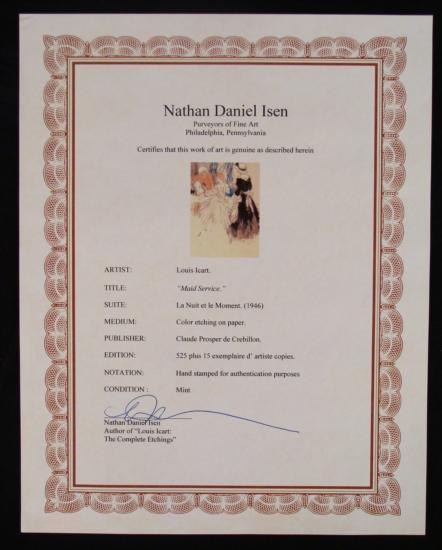 Nathan Daniel Isen
Purveyors of Fine Art
Philadelphia, Pennsylvania
Certifies that this work of art is genuine as described herein
ARTIST: Louis Icart.
TITLE: "Maid Service."
SUITE: La Nuit et le Moment. (1946)
MEDIUM: Color etching on paper.
PUBLISHER: Claude Prosper de Crebillon.
EDITION: 525 plus 15 exemplaire d' artiste copies.
NOTATION: Hand stamped for authentication purposes
CONDITION : Mint
Nathan Daniel Isen
Author of "Louis Icart:
The Complete Etchings"